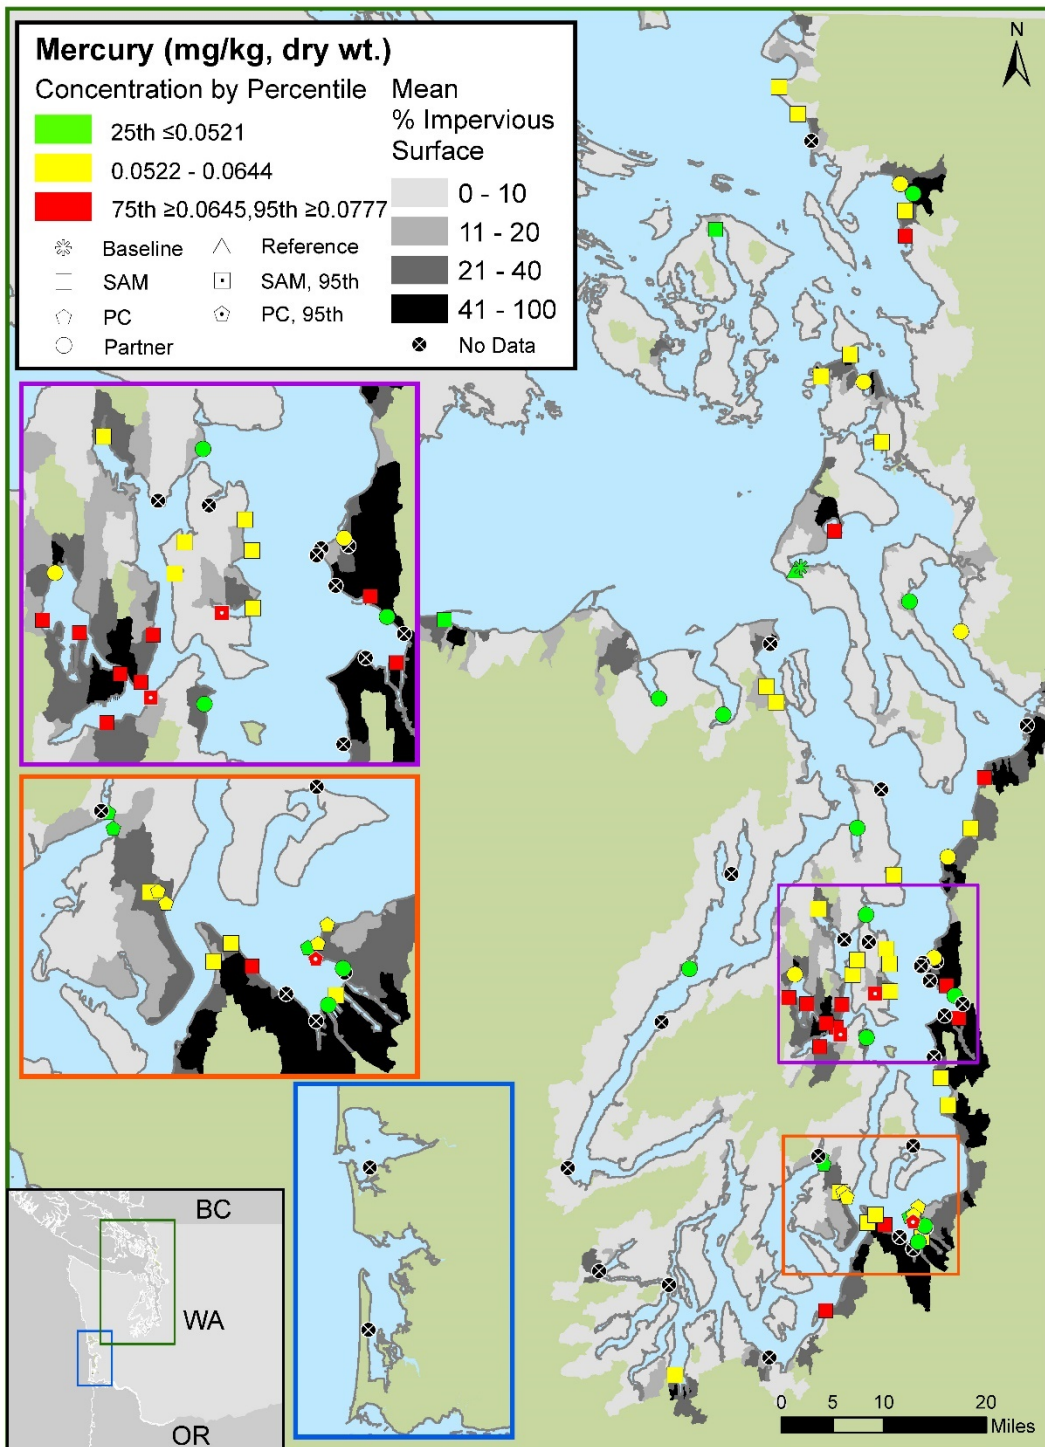 Mercury (mg/kg, dry wt.)
Concentration by Percentile
25th ≤0.0521
0.0522 - 0.0644
75th ≥0.0645,95th ≥0.0777
Baseline
Reference
SAM
SAM, 95th
PC
PC, 95th
Partner
Mean
% Impervious
Surface
0 - 10
11 - 20
21 - 40
41 - 100
No Data
N
BC
WA
OR
0 5 10 20
Miles